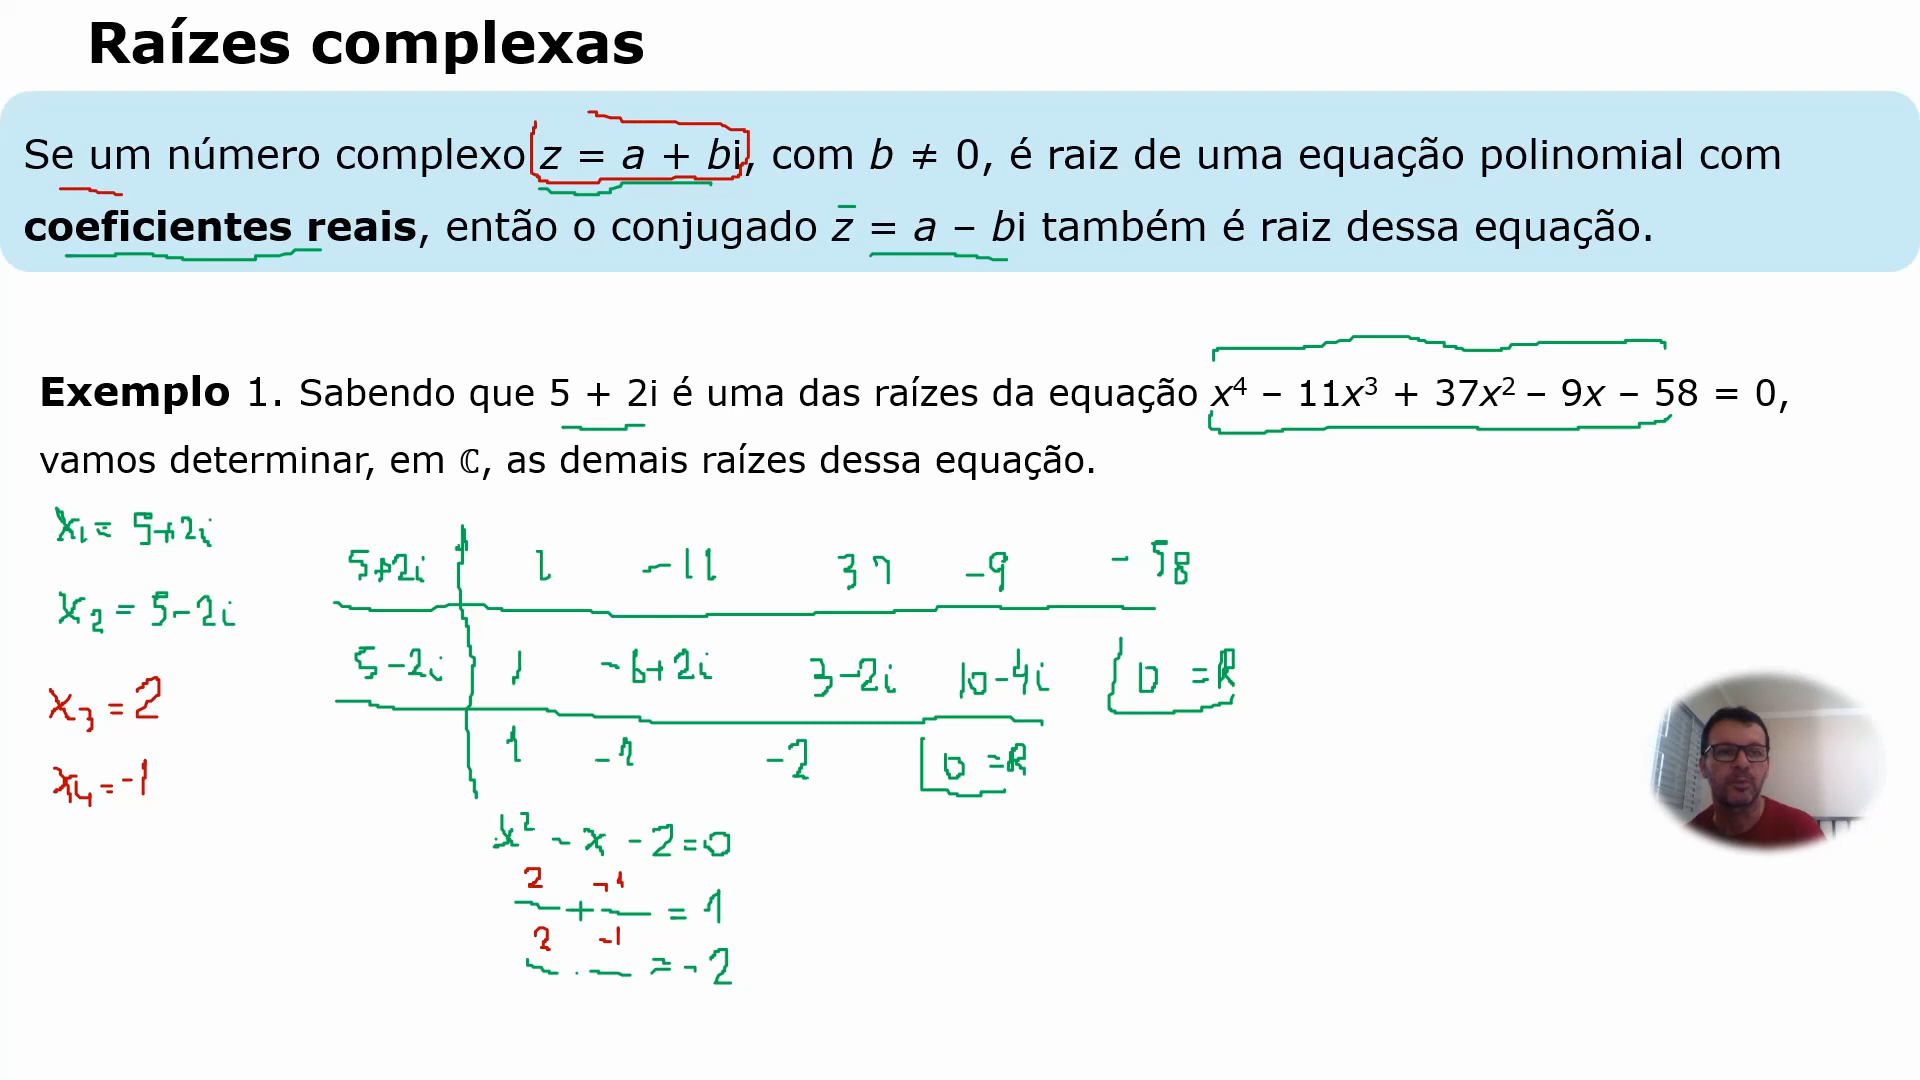 Raízes complexas
Se um número complexo z = a + bi, com b ≠ 0, é raiz de uma equação polinomial com
coeficientes reais, então o conjugado z̄ = a – bi também é raiz dessa equação.
Exemplo 1. Sabendo que 5 + 2i é uma das raízes da equação x⁴ – 11x³ + 37x² – 9x – 58 = 0,
vamos determinar, em ℂ, as demais raízes dessa equação.
x₁ = 5+2i
x₂ = 5-2i
x₃ = 2
x₄ = -1
5+2i 1 -11 37 -9 -58
5-2i 1 -6+2i 3-2i 10-4i 0 =R
1 -1 -2 0 =R
x² - x - 2 = 0
2 + -1 = 1
2 . -1 = -2